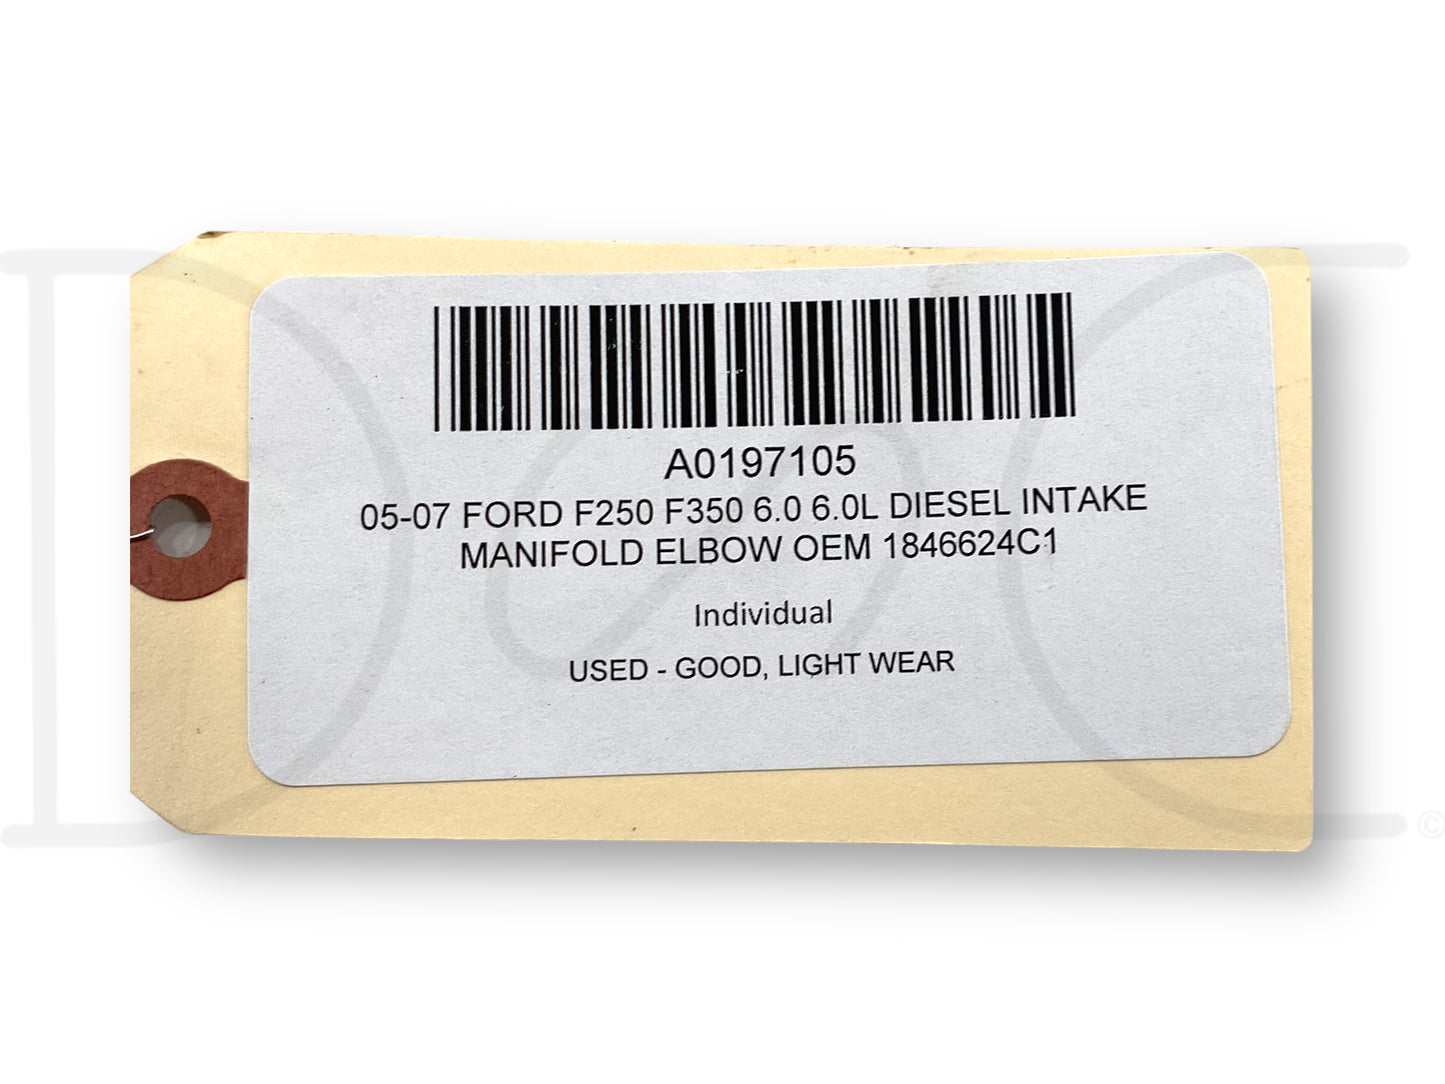 A0197105
05-07 FORD F250 F350 6.0 6.0L DIESEL INTAKE
MANIFOLD ELBOW OEM 1846624C1
Individual
USED - GOOD, LIGHT WEAR
©